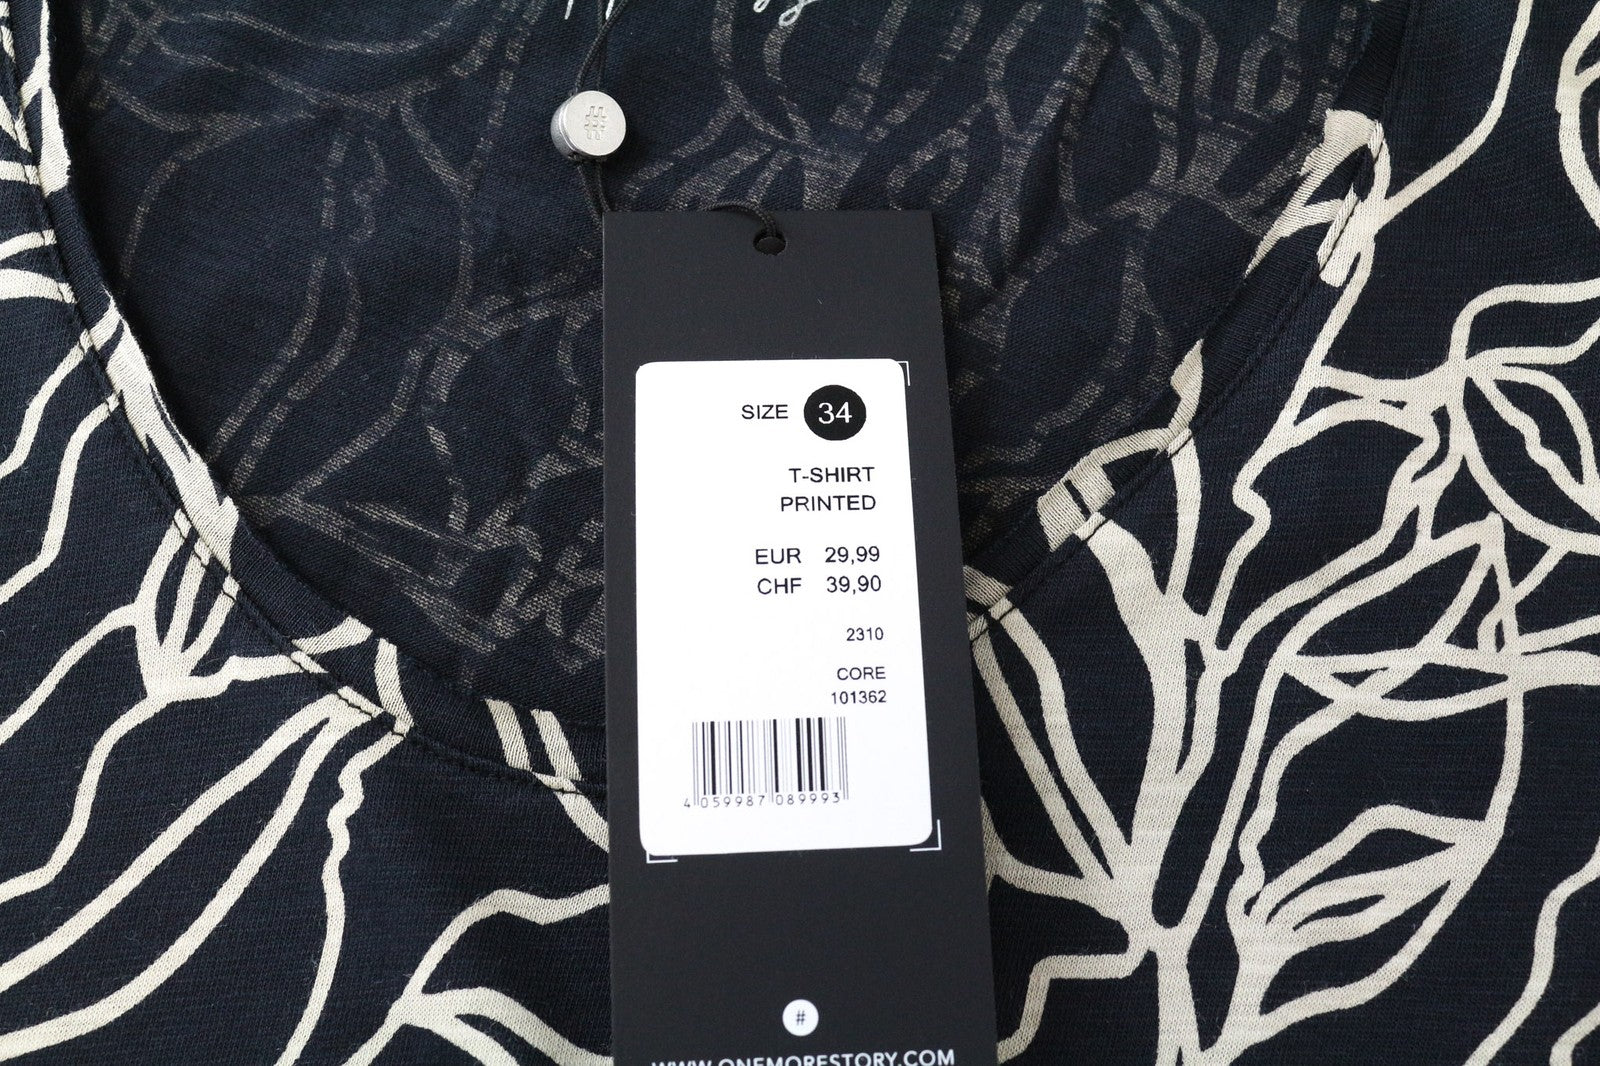 SIZE 34
T-SHIRT
PRINTED
EUR 29,99
CHF 39,90
2310
CORE
101362
4 059987 089993
#
WWW.ONEMORESTORY.COM